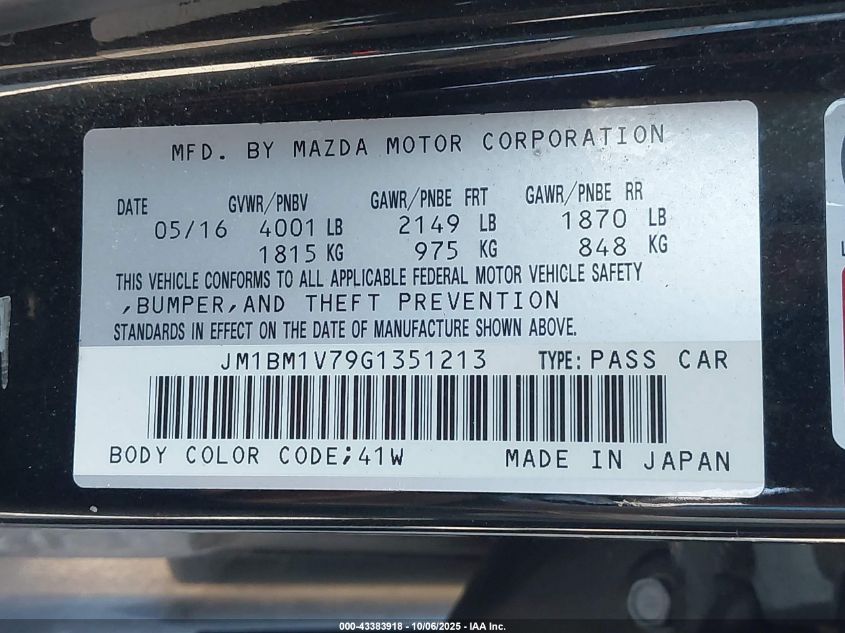 MFD. BY MAZDA MOTOR CORPORATION
DATE GVWR/PNBV GAWR/PNBE FRT GAWR/PNBE RR
05/16 4001 LB 2149 LB 1870 LB
1815 KG 975 KG 848 KG
THIS VEHICLE CONFORMS TO ALL APPLICABLE FEDERAL MOTOR VEHICLE SAFETY
,BUMPER,AND THEFT PREVENTION
STANDARDS IN EFFECT ON THE DATE OF MANUFACTURE SHOWN ABOVE.
JM1BM1V79G1351213 TYPE: PASS CAR
BODY COLOR CODE;41W MADE IN JAPAN
000-43383918 - 10/06/2025 - IAA Inc.